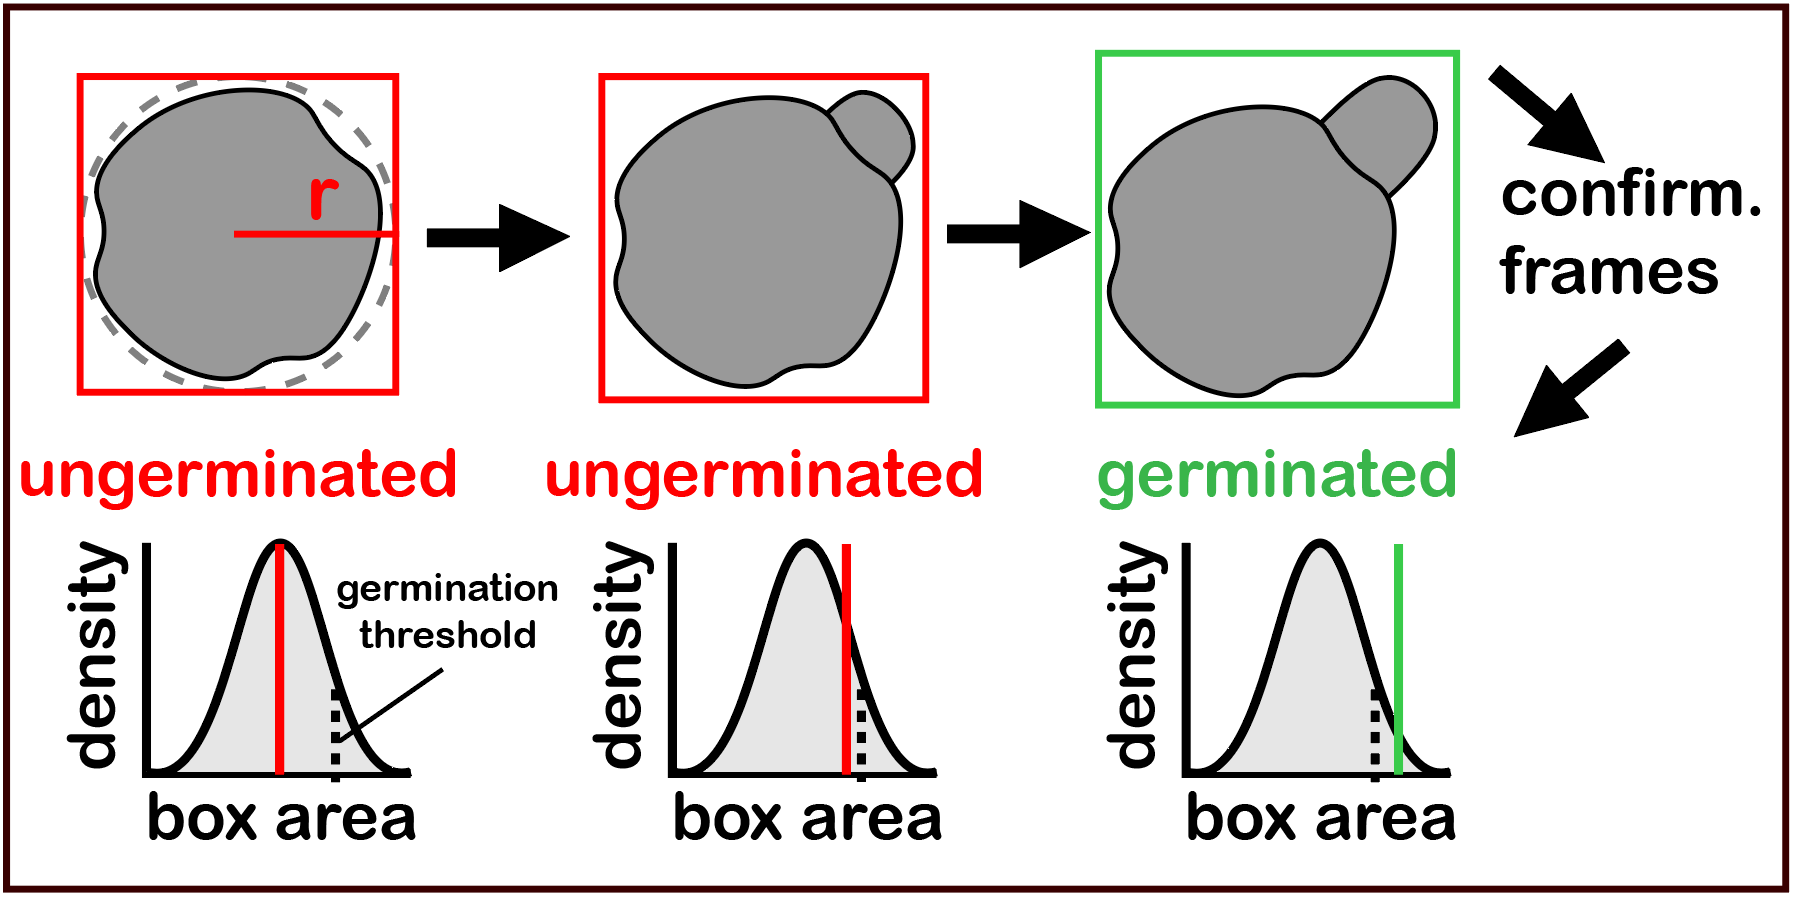 r
confirm.
frames
ungerminated
ungerminated
germinated
density
germination
threshold
box area
density
box area
density
box area